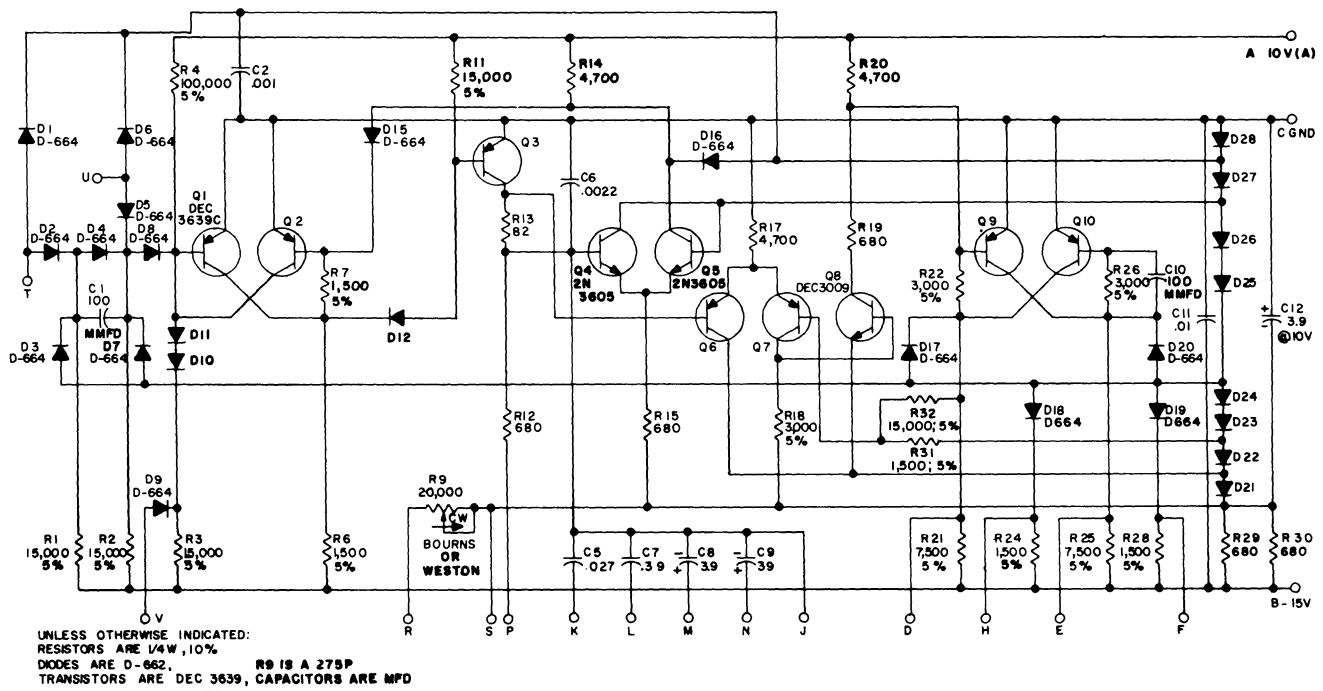 A 10V(A)
R11
15,000
5%
R14
4,700
R20
4,700
R4
100,000
5%
C2
.001
D1
D-664
D6
D-664
D15
D-664
Q3
D16
D-664
C GND
D28
U
D5
D-664
Q1
DEC
3639C
Q2
C6
.0022
D27
R13
82
R17
4,700
R19
680
Q9
Q10
D2
D-664
D4
D-664
D8
D-664
D26
T
R7
1,500
5%
Q4
2N
3605
Q5
2N3605
Q8
DEC3009
R22
3,000
5%
R26
3,000
5%
C10
100
MMFD
D25
C1
100
MMFD
D11
D12
C11
.01
+
C12
3.9
@10V
D3
D-664
D7
D-664
D10
Q6
Q7
D17
D-664
D20
D-664
R12
680
R15
680
R18
3,000
5%
R32
15,000; 5%
R31
1,500; 5%
D18
D664
D19
D664
D24
D23
D22
D21
D9
D-664
R9
20,000
CW
BOURNS
OR
WESTON
R1
15,000
5%
R2
15,000
5%
R3
15,000
5%
R6
1,500
5%
C5
.027
C7
.39
-
+
C8
3.9
-
+
C9
39
R21
7,500
5%
R24
1,500
5%
R25
7,500
5%
R28
1,500
5%
R29
680
R30
680
B-15V
V
R
S
P
K
L
M
N
J
D
H
E
F
UNLESS OTHERWISE INDICATED:
RESISTORS ARE 1/4W, 10%
DIODES ARE D-662, R9 IS A 275P
TRANSISTORS ARE DEC 3639, CAPACITORS ARE MFD